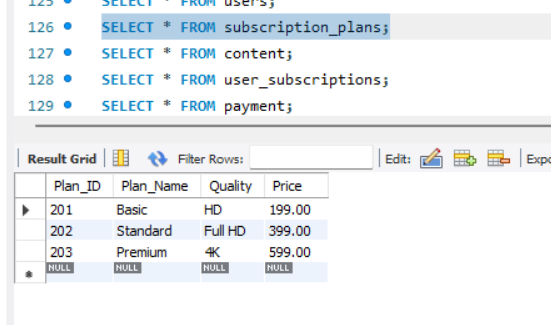 125 SELECT * FROM users;
126 SELECT * FROM subscription_plans;
127 SELECT * FROM content;
128 SELECT * FROM user_subscriptions;
129 SELECT * FROM payment;
Result Grid Filter Rows: Edit: Expo
Plan_ID Plan_Name Quality Price
201 Basic HD 199.00
202 Standard Full HD 399.00
203 Premium 4K 599.00
NULL NULL NULL NULL